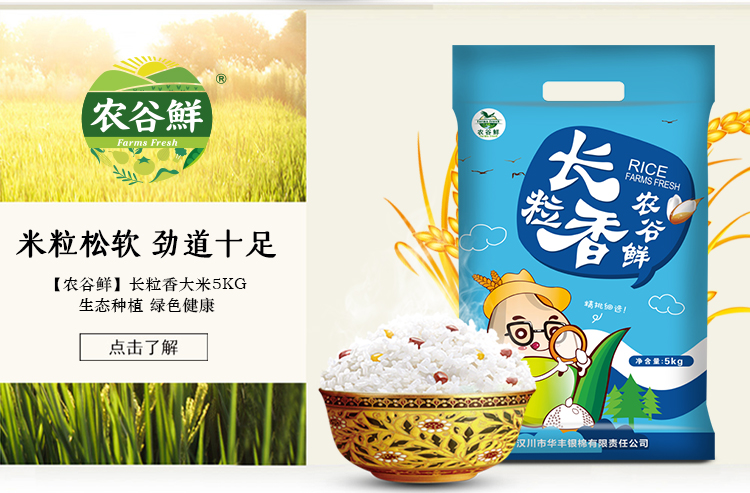 农谷鲜
®
Farms Fresh
米粒松软 劲道十足
【农谷鲜】长粒香大米5KG
生态种植 绿色健康
点击了解
农谷鲜
长粒香
RICE
FARMS FRESH
农谷鲜
精挑细选！
净含量:5kg
汉川市华丰银棉有限责任公司